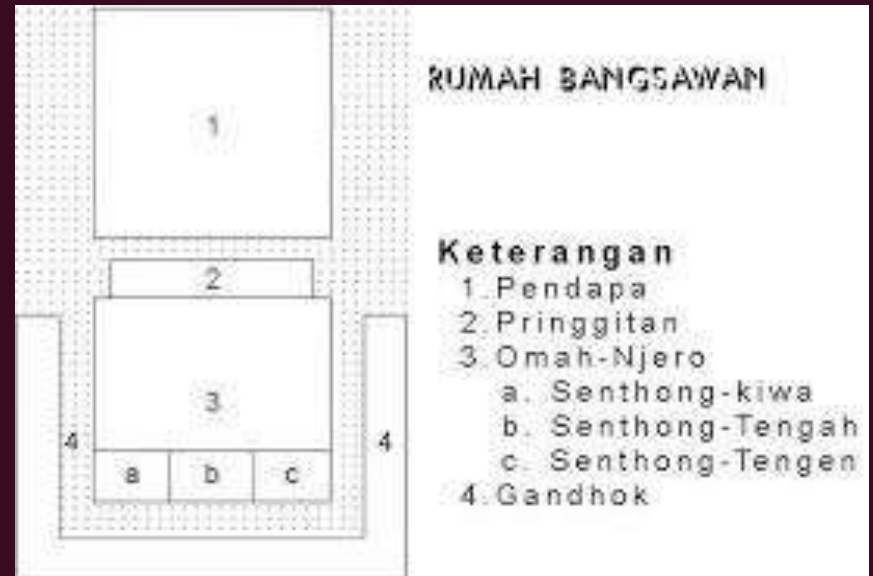 1
RUMAH BANGSAWAN
2
3
4
4
a b c
Keterangan
1.Pendapa
2.Pringgitan
3.Omah-Njero
a. Senthong-kiwa
b. Senthong-Tengah
c. Senthong-Tengen
4.Gandhok